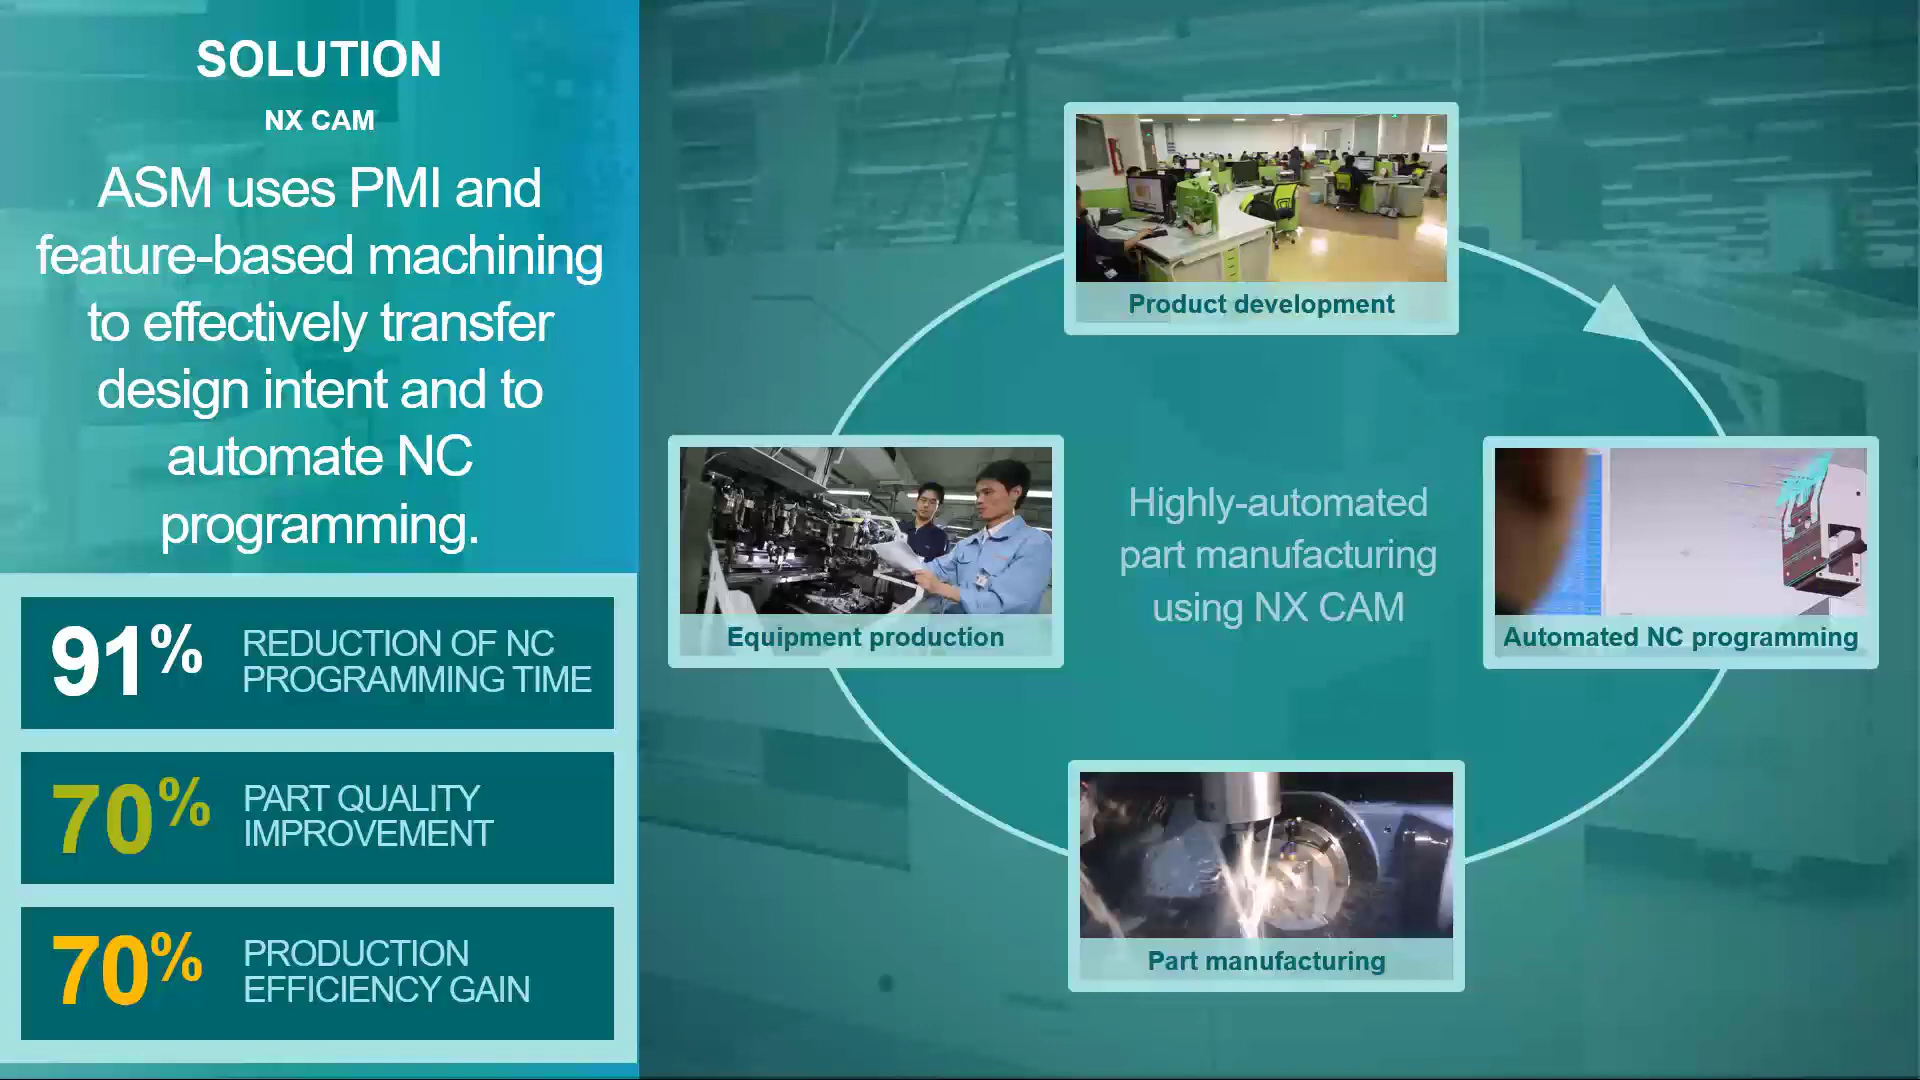 SOLUTION
NX CAM
ASM uses PMI and
feature-based machining
to effectively transfer
design intent and to
automate NC
programming.
91% REDUCTION OF NC
PROGRAMMING TIME
70% PART QUALITY
IMPROVEMENT
70% PRODUCTION
EFFICIENCY GAIN
Product development
Equipment production
Highly-automated
part manufacturing
using NX CAM
Automated NC programming
Part manufacturing